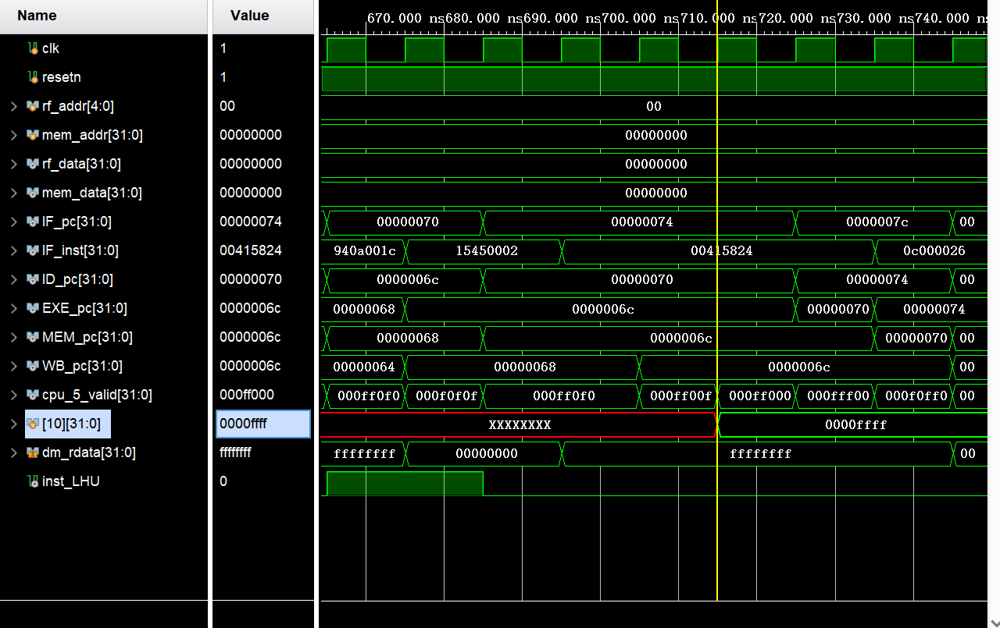 Name Value 670.000 ns 680.000 ns 690.000 ns 700.000 ns 710.000 ns 720.000 ns 730.000 ns 740.000 ns
clk 1
resetn 1
rf_addr[4:0] 00 00
mem_addr[31:0] 00000000 00000000
rf_data[31:0] 00000000 00000000
mem_data[31:0] 00000000 00000000
IF_pc[31:0] 00000074 00000070 00000074 0000007c 00
IF_inst[31:0] 00415824 940a001c 15450002 00415824 0c000026
ID_pc[31:0] 00000070 0000006c 00000070 00000074 00
EXE_pc[31:0] 0000006c 00000068 0000006c 00000070 00000074
MEM_pc[31:0] 0000006c 00000068 0000006c 00000070 00
WB_pc[31:0] 0000006c 00000064 00000068 0000006c 00
cpu_5_valid[31:0] 000ff000 000ff0f0 000f0f0f 000ff0f0 000ff00f 000ff000 000fff00 000f0ff0 00
[10][31:0] 0000ffff XXXXXXXX 0000ffff
dm_rdata[31:0] ffffffff ffffffff 00000000 ffffffff 00
inst_LHU 0